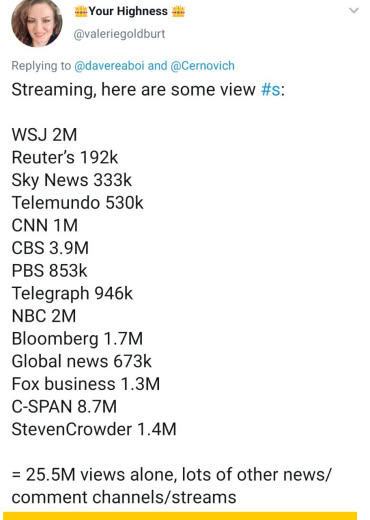 Your Highness
@valeriegoldburt
Replying to @davereaboi and @Cernovich
Streaming, here are some view #s:
WSJ 2M
Reuter's 192k
Sky News 333k
Telemundo 530k
CNN 1M
CBS 3.9M
PBS 853k
Telegraph 946k
NBC 2M
Bloomberg 1.7M
Global news 673k
Fox business 1.3M
C-SPAN 8.7M
StevenCrowder 1.4M
= 25.5M views alone, lots of other news/
comment channels/streams